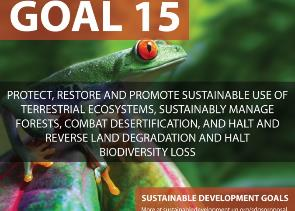 GOAL 15
PROTECT, RESTORE AND PROMOTE SUSTAINABLE USE OF
TERRESTRIAL ECOSYSTEMS, SUSTAINABLY MANAGE
FORESTS, COMBAT DESERTIFICATION, AND HALT AND
REVERSE LAND DEGRADATION AND HALT
BIODIVERSITY LOSS
SUSTAINABLE DEVELOPMENT GOALS
More at sustainabledevelopment.un.org/sdgsproposal